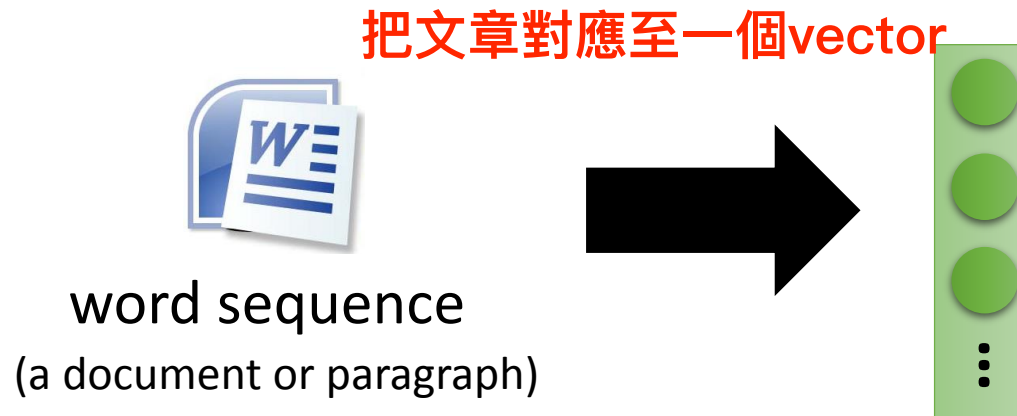 把文章對應至一個vector
W
word sequence
(a document or paragraph)
⋮